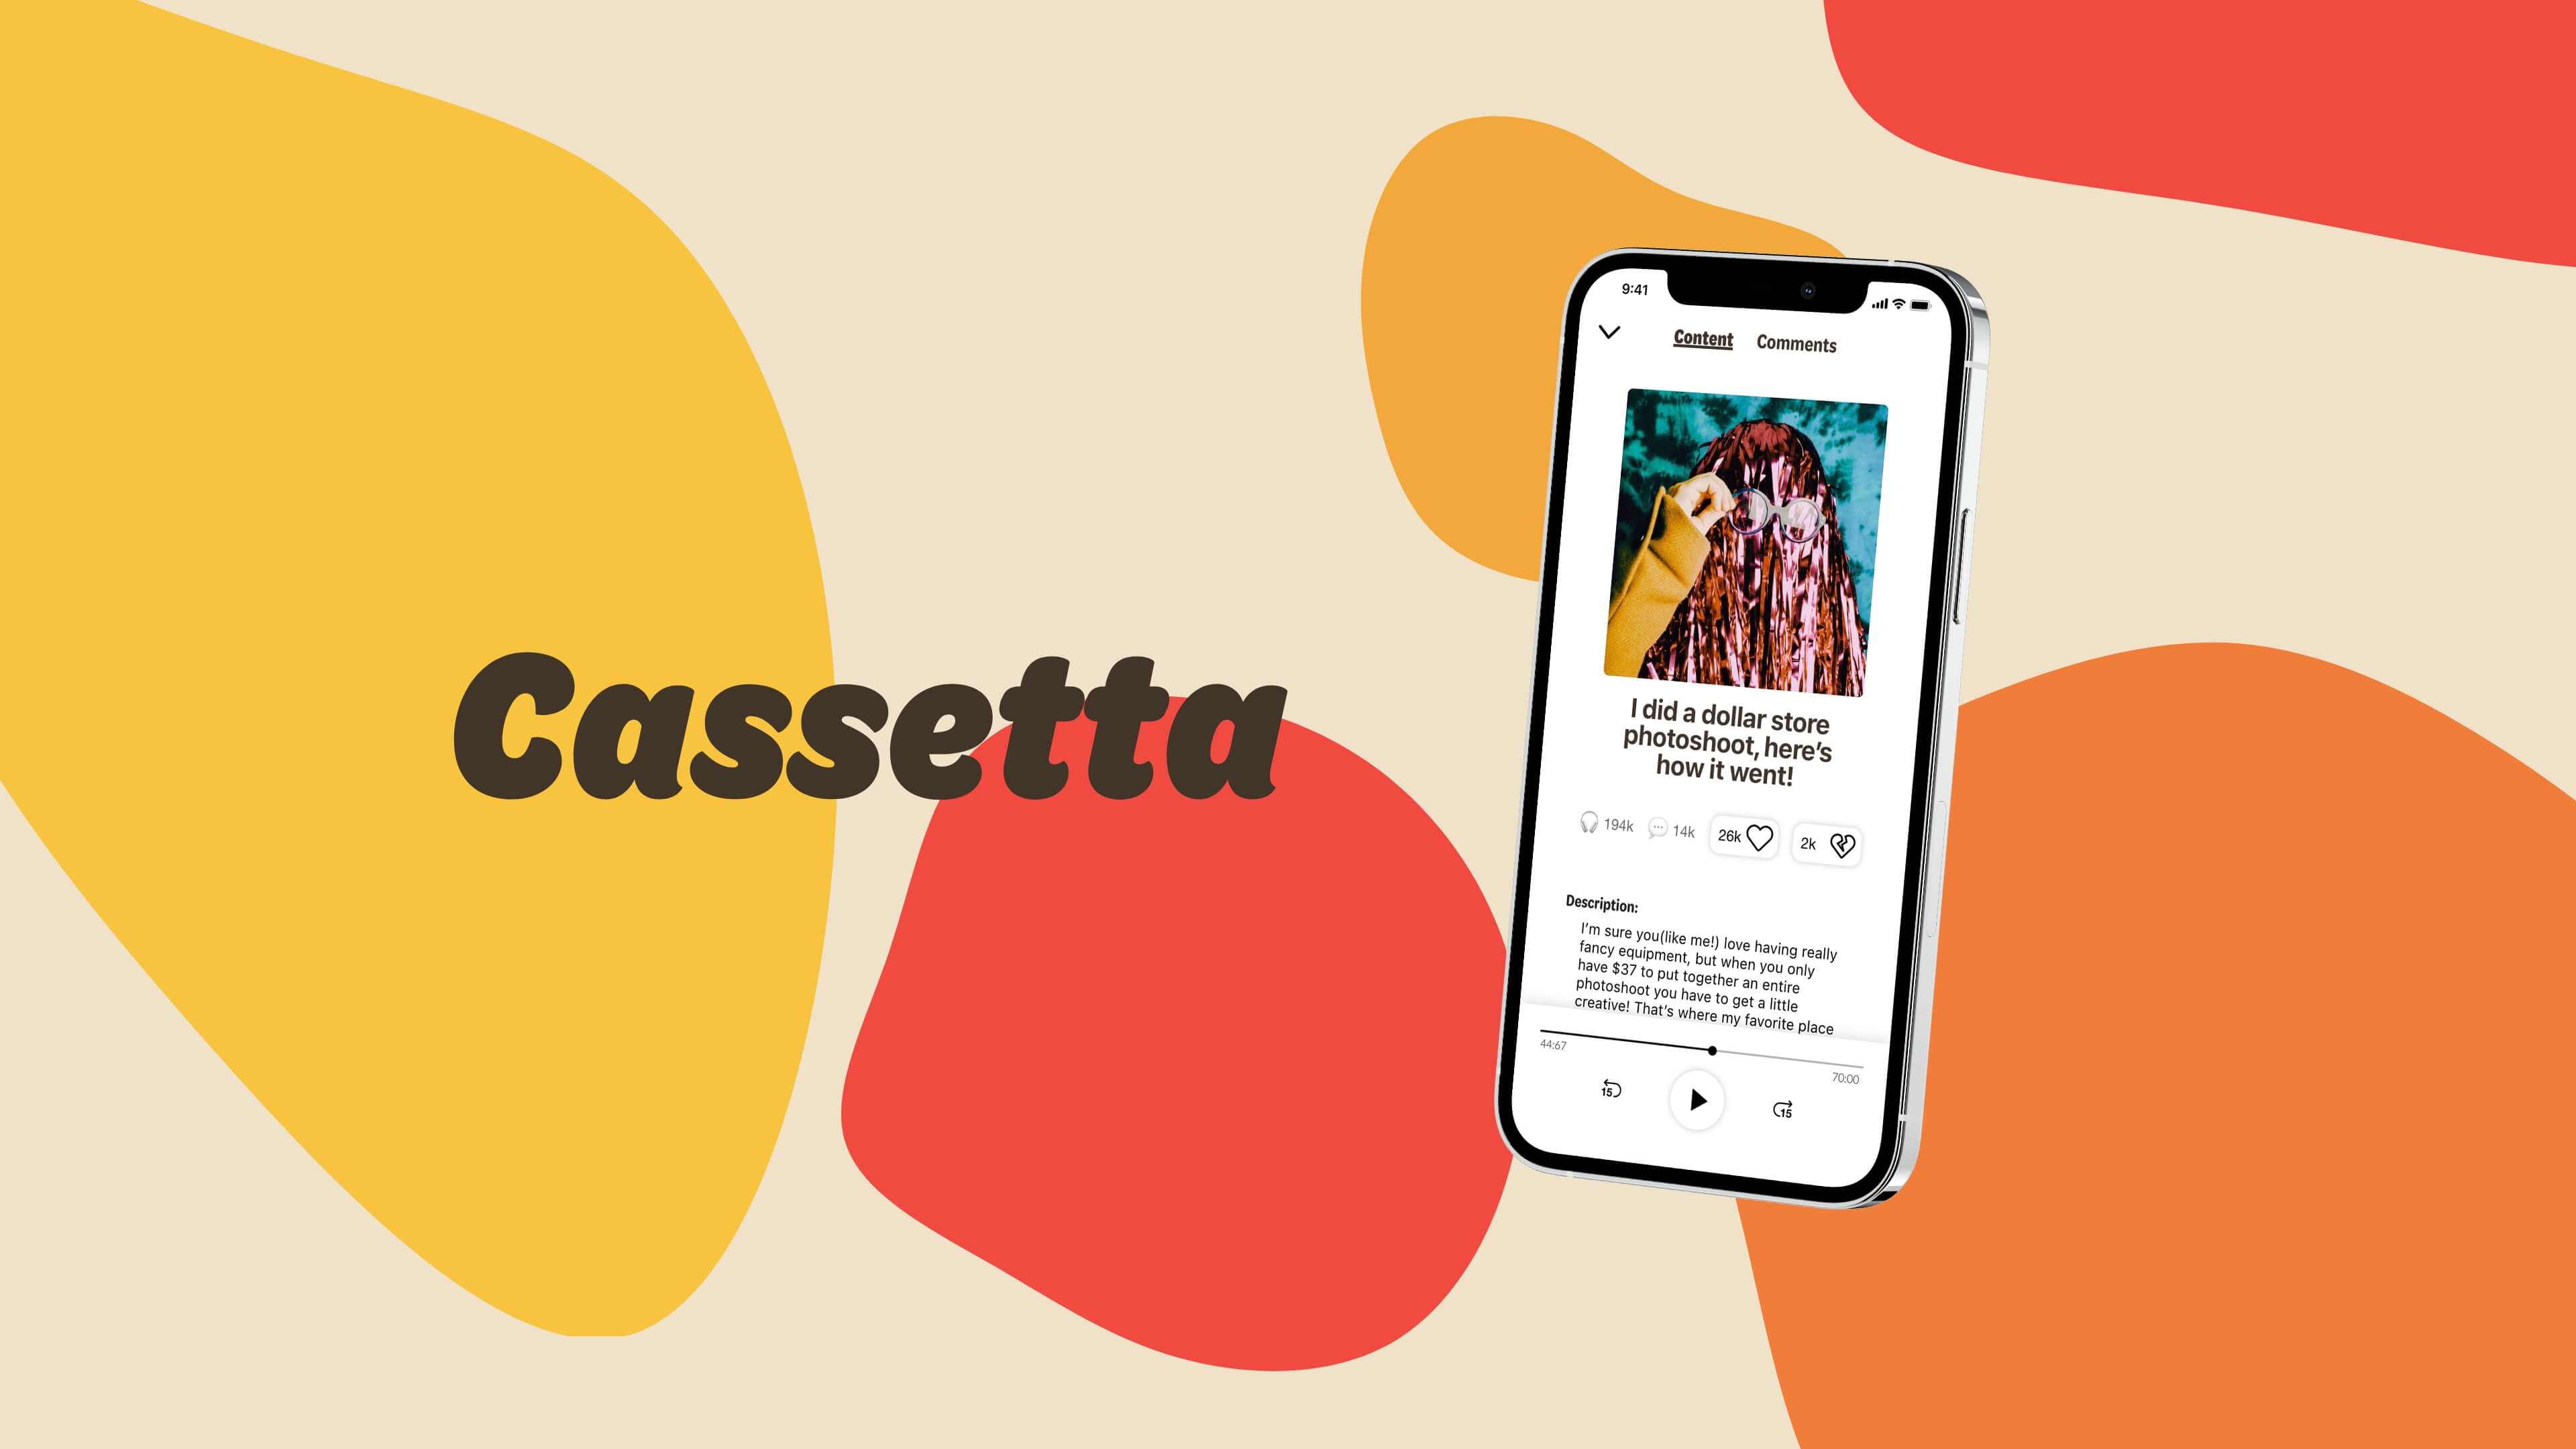 Cassetta
9:41
Content Comments
I did a dollar store
photoshoot, here's
how it went!
194k 14k 26k 2k
Description:
I'm sure you(like me!) love having really
fancy equipment, but when you only
have $37 to put together an entire
photoshoot you have to get a little
creative! That's where my favorite place
44:67
70:00
15 15